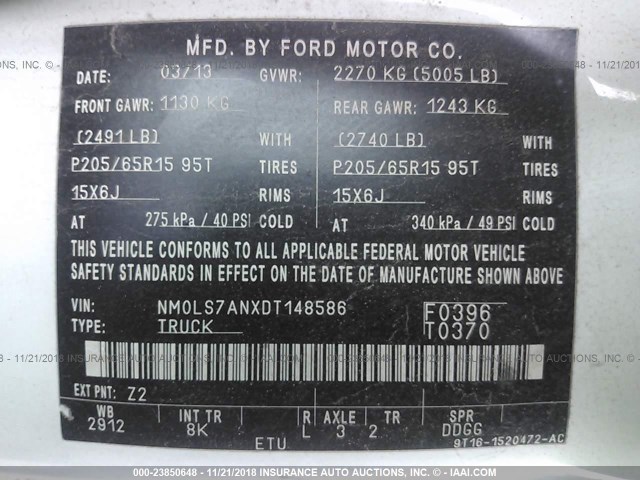 MFD. BY FORD MOTOR CO.
DATE: 03/13 GVWR: 2270 KG (5005 LB)
FRONT GAWR: 1130 KG REAR GAWR: 1243 KG
(2491 LB) WITH (2740 LB) WITH
P205/65R15 95T TIRES P205/65R15 95T TIRES
15X6J RIMS 15X6J RIMS
AT 275 kPa / 40 PSI COLD AT 340 kPa / 49 PSI COLD
THIS VEHICLE CONFORMS TO ALL APPLICABLE FEDERAL MOTOR VEHICLE
SAFETY STANDARDS IN EFFECT ON THE DATE OF MANUFACTURE SHOWN ABOVE
VIN: NM0LS7ANXDT148586 F0396
TYPE: TRUCK T0370
EXT PNT: Z2
WB INT TR R AXLE TR SPR
2912 8K L 3 2 DDGG
ETU 9T16-1520472-AC
00-23850648 - 11/21/2018 INSURANCE AUTO AUCTIONS, INC. - © IAAI.COM